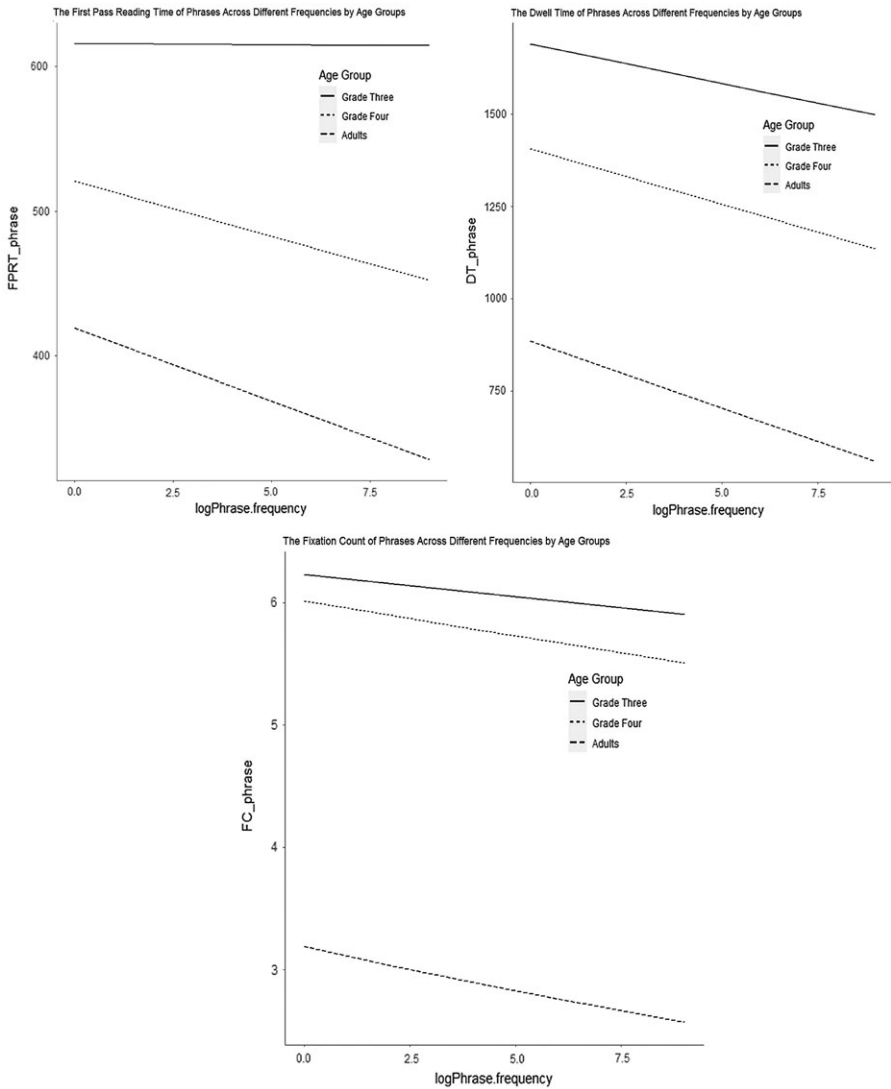 The First Pass Reading Time of Phrases Across Different Frequencies by Age Groups
600
500
400
FPRT_phrase
Age Group
Grade Three
Grade Four
Adults
0.0 2.5 5.0 7.5
logPhrase.frequency
The Dwell Time of Phrases Across Different Frequencies by Age Groups
1500
1250
1000
750
DT_phrase
Age Group
Grade Three
Grade Four
Adults
0.0 2.5 5.0 7.5
logPhrase.frequency
The Fixation Count of Phrases Across Different Frequencies by Age Groups
6
5
4
3
FC_phrase
Age Group
Grade Three
Grade Four
Adults
0.0 2.5 5.0 7.5
logPhrase.frequency